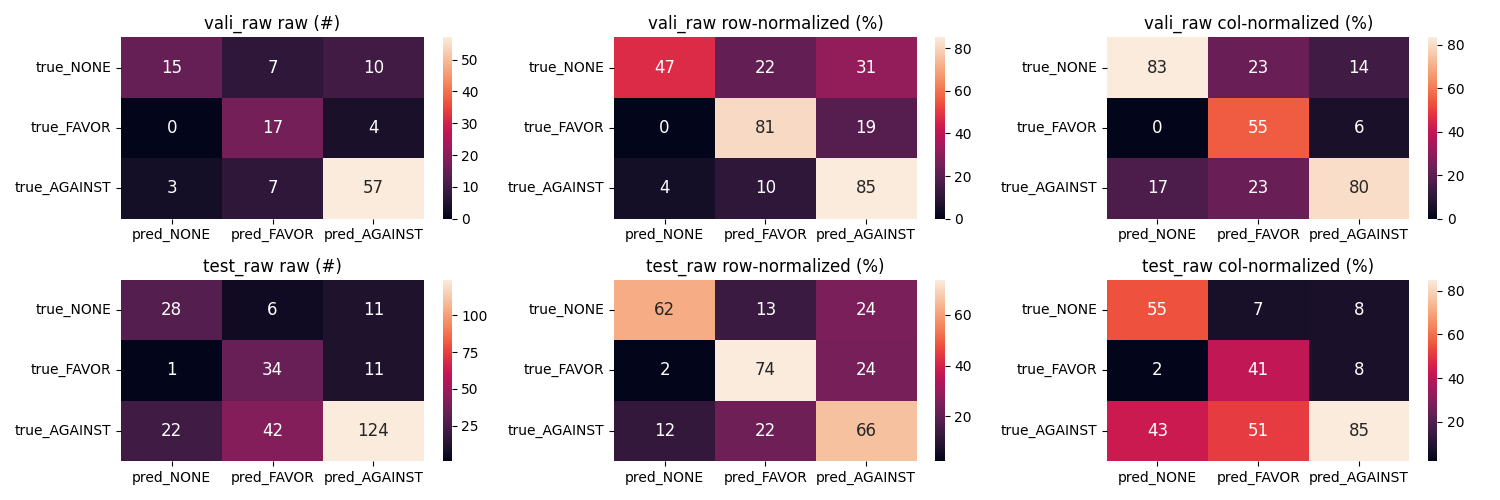 vali_raw raw (#)
true_NONE 15 7 10
true_FAVOR 0 17 4
true_AGAINST 3 7 57
pred_NONE pred_FAVOR pred_AGAINST
50
40
30
20
10
0
vali_raw row-normalized (%)
true_NONE 47 22 31
true_FAVOR 0 81 19
true_AGAINST 4 10 85
pred_NONE pred_FAVOR pred_AGAINST
80
60
40
20
0
vali_raw col-normalized (%)
true_NONE 83 23 14
true_FAVOR 0 55 6
true_AGAINST 17 23 80
pred_NONE pred_FAVOR pred_AGAINST
80
60
40
20
0
test_raw raw (#)
true_NONE 28 6 11
true_FAVOR 1 34 11
true_AGAINST 22 42 124
pred_NONE pred_FAVOR pred_AGAINST
100
75
50
25
test_raw row-normalized (%)
true_NONE 62 13 24
true_FAVOR 2 74 24
true_AGAINST 12 22 66
pred_NONE pred_FAVOR pred_AGAINST
60
40
20
test_raw col-normalized (%)
true_NONE 55 7 8
true_FAVOR 2 41 8
true_AGAINST 43 51 85
pred_NONE pred_FAVOR pred_AGAINST
80
60
40
20